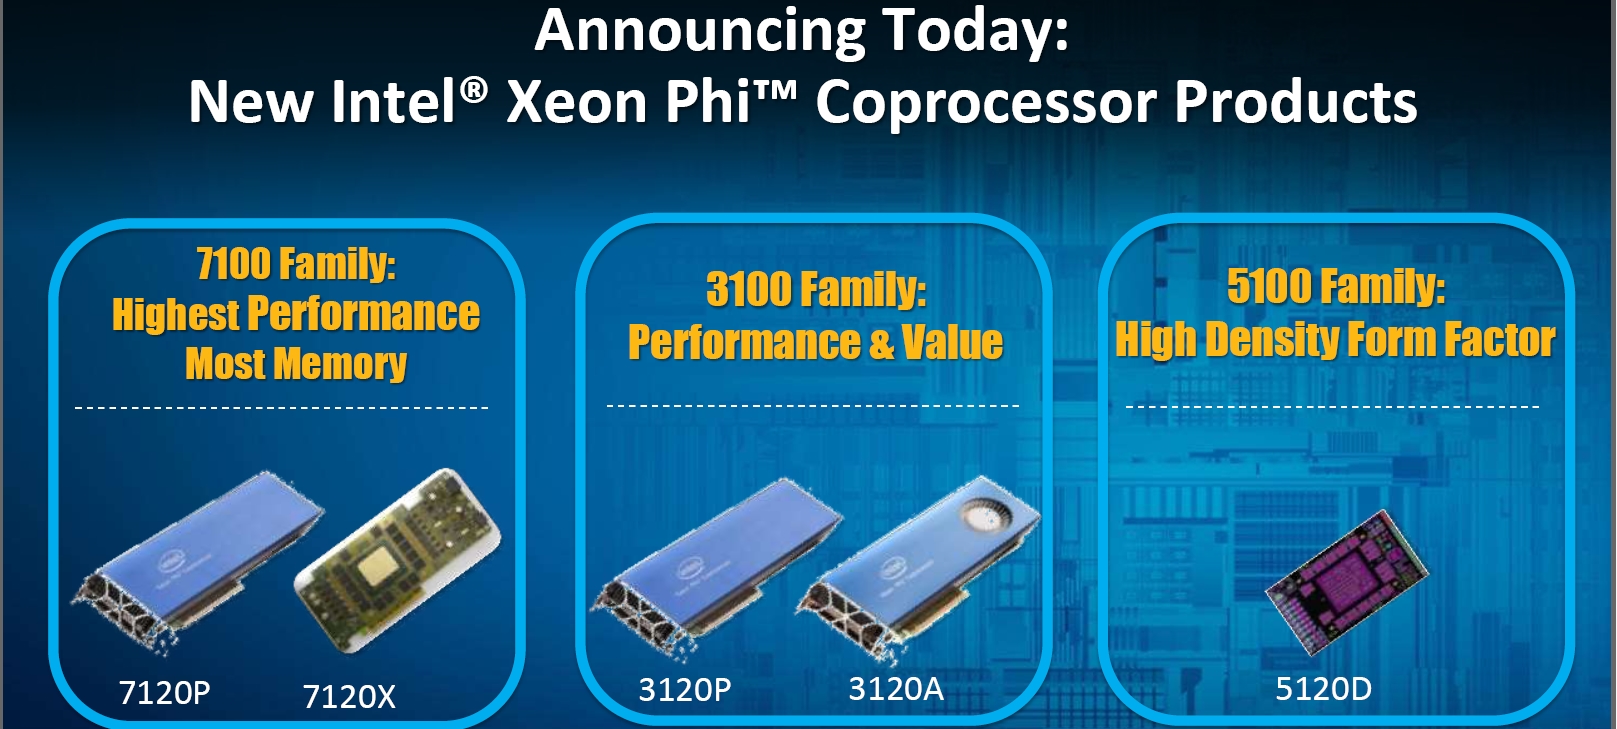 Announcing Today:
New Intel® Xeon Phi™ Coprocessor Products
7100 Family:
Highest Performance
Most Memory
7120P
7120X
3100 Family:
Performance & Value
3120P
3120A
5100 Family:
High Density Form Factor
5120D